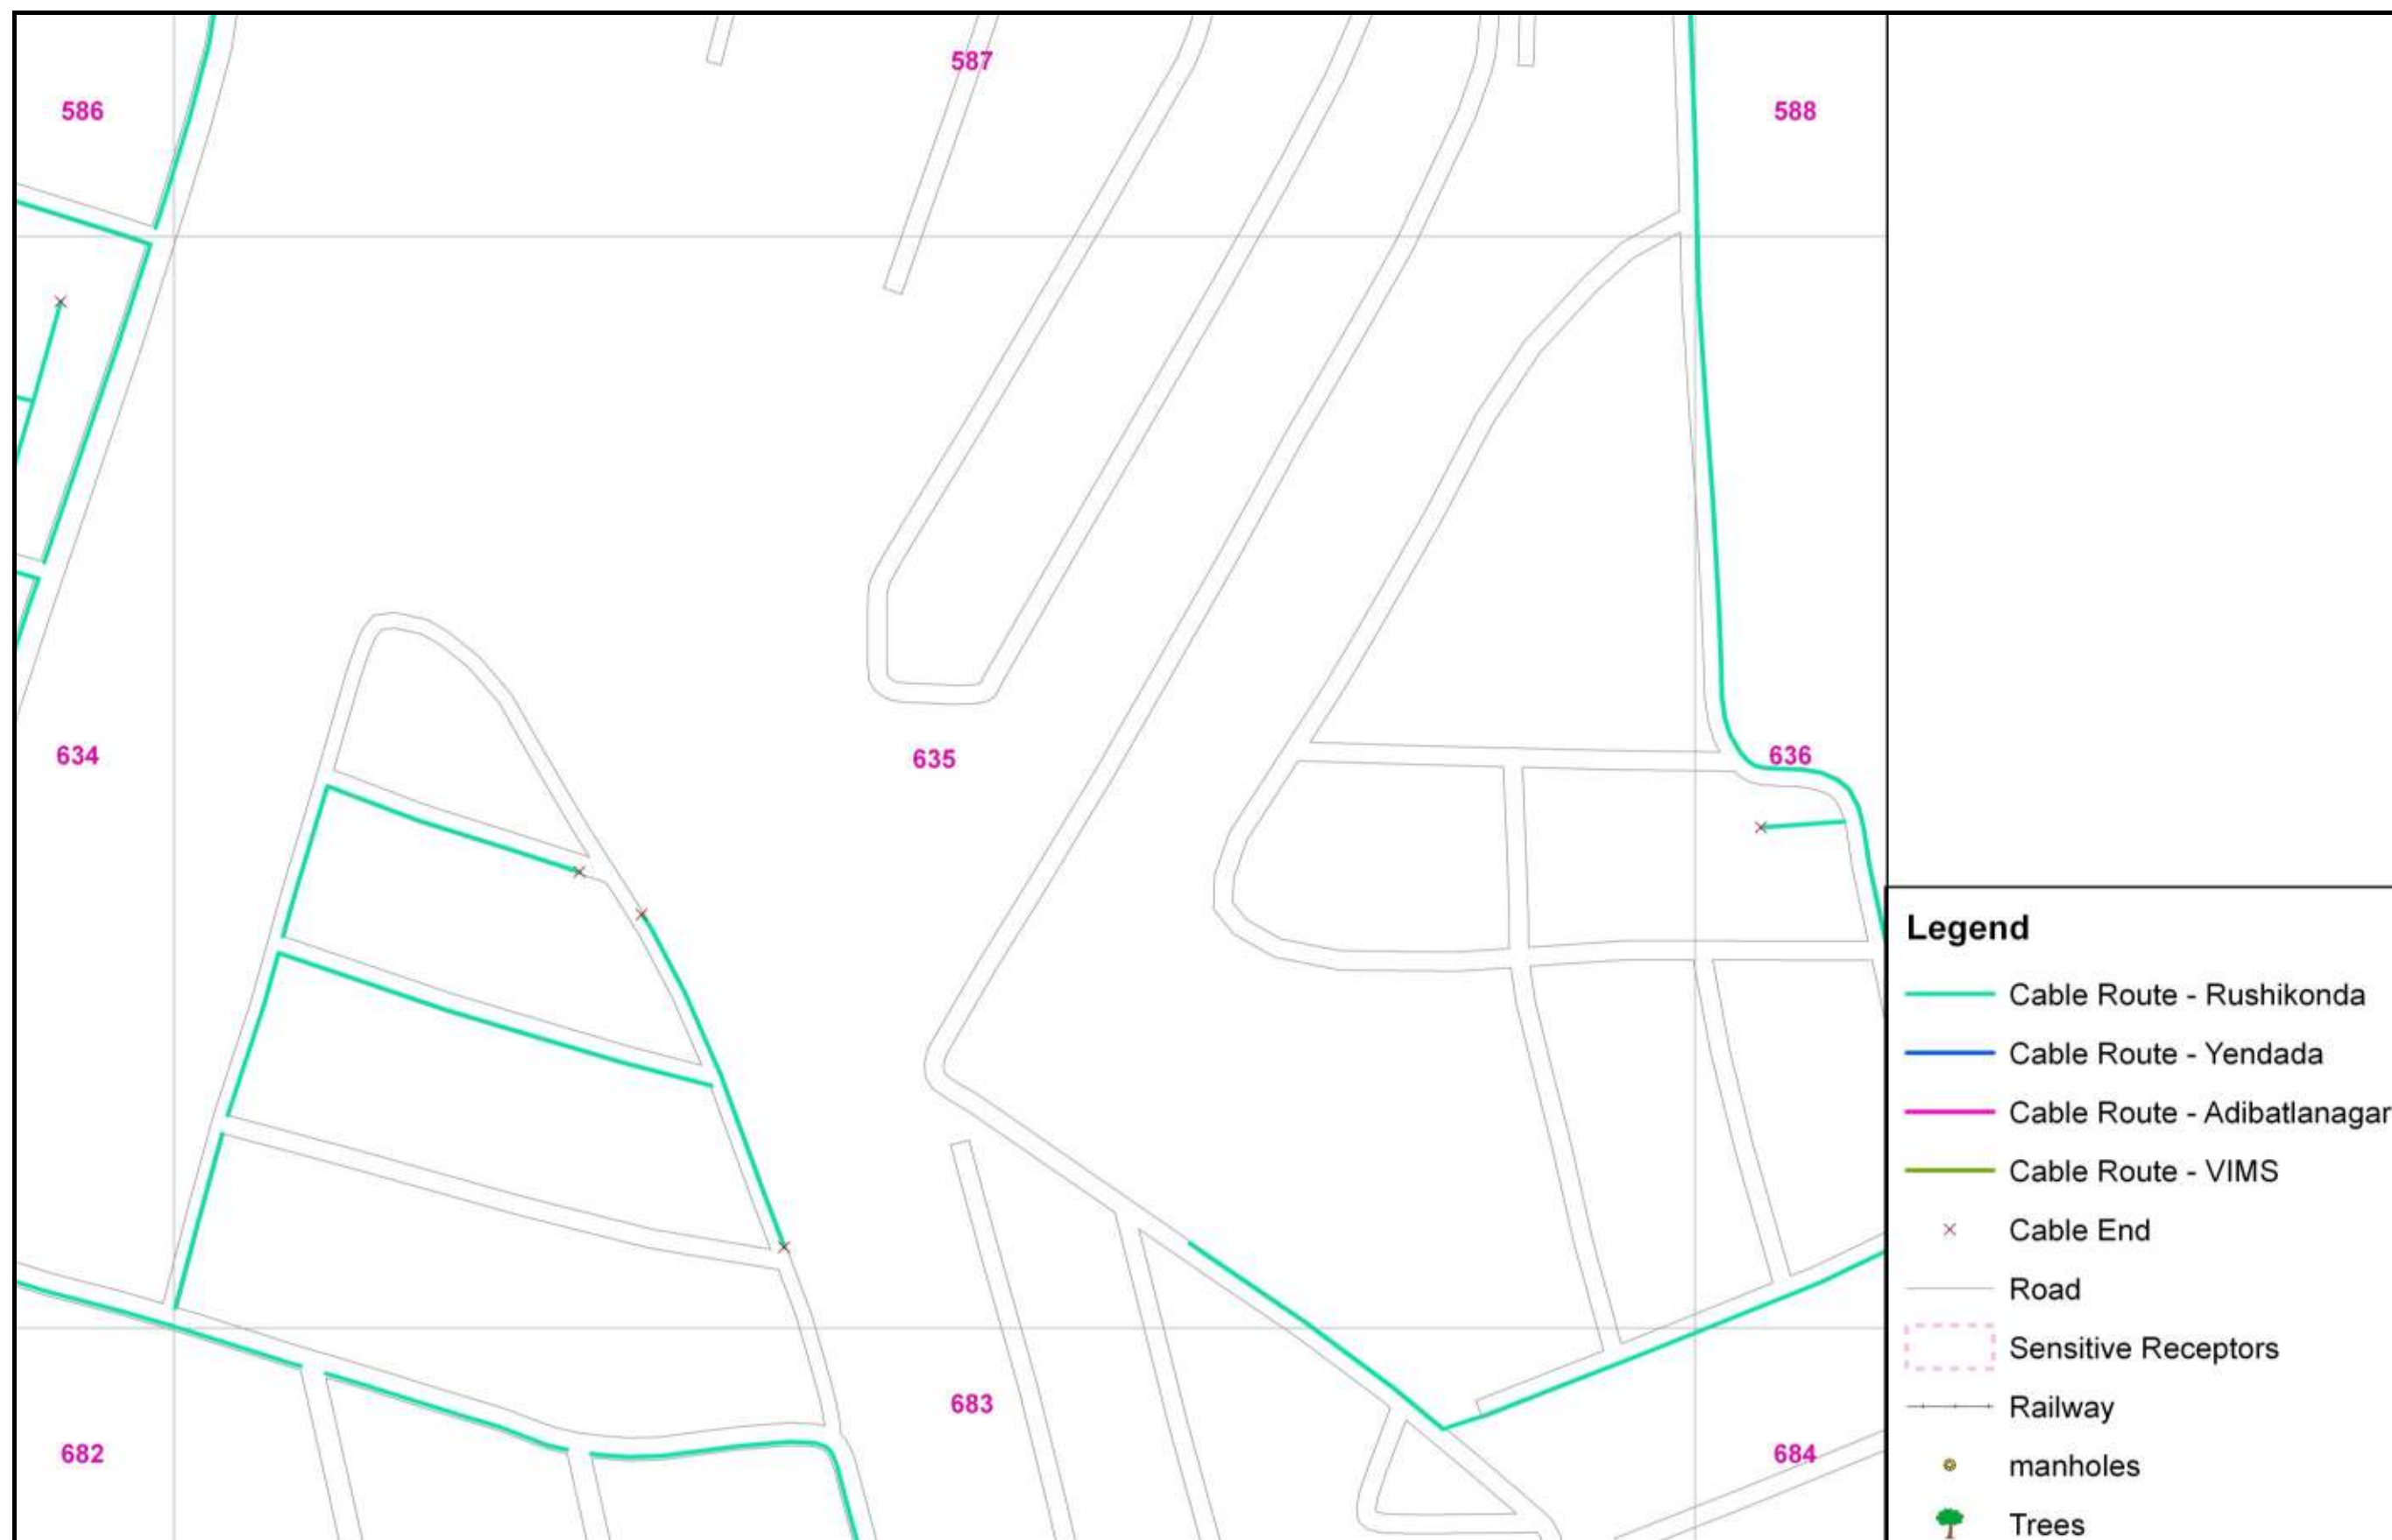 587
586
588
634
635
636
683
682
684
Legend
Cable Route - Rushikonda
Cable Route - Yendada
Cable Route - Adibatlanagar
Cable Route - VIMS
Cable End
Road
Sensitive Receptors
Railway
manholes
Trees